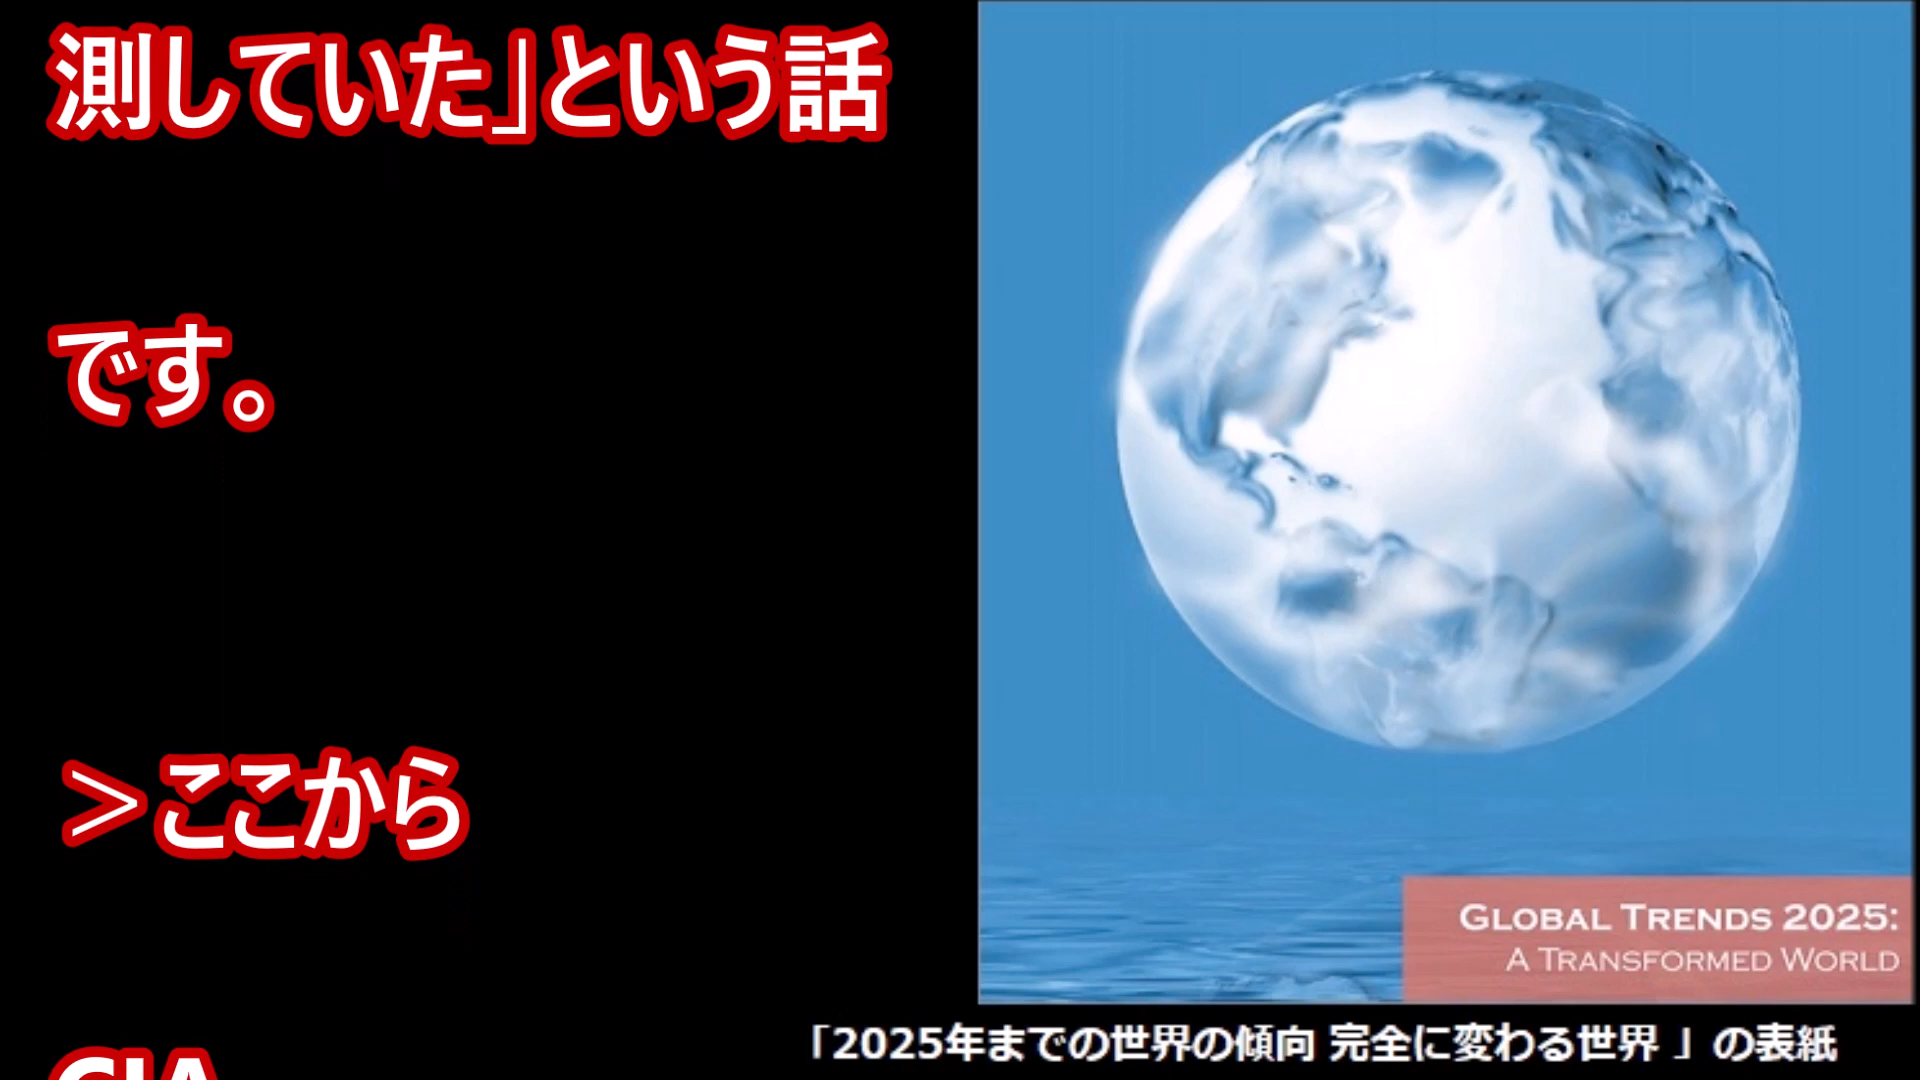 測していた」という話
です。
＞ここから
CIA
GLOBAL TRENDS 2025:
A TRANSFORMED WORLD
「2025年までの世界の傾向 完全に変わる世界 」の表紙